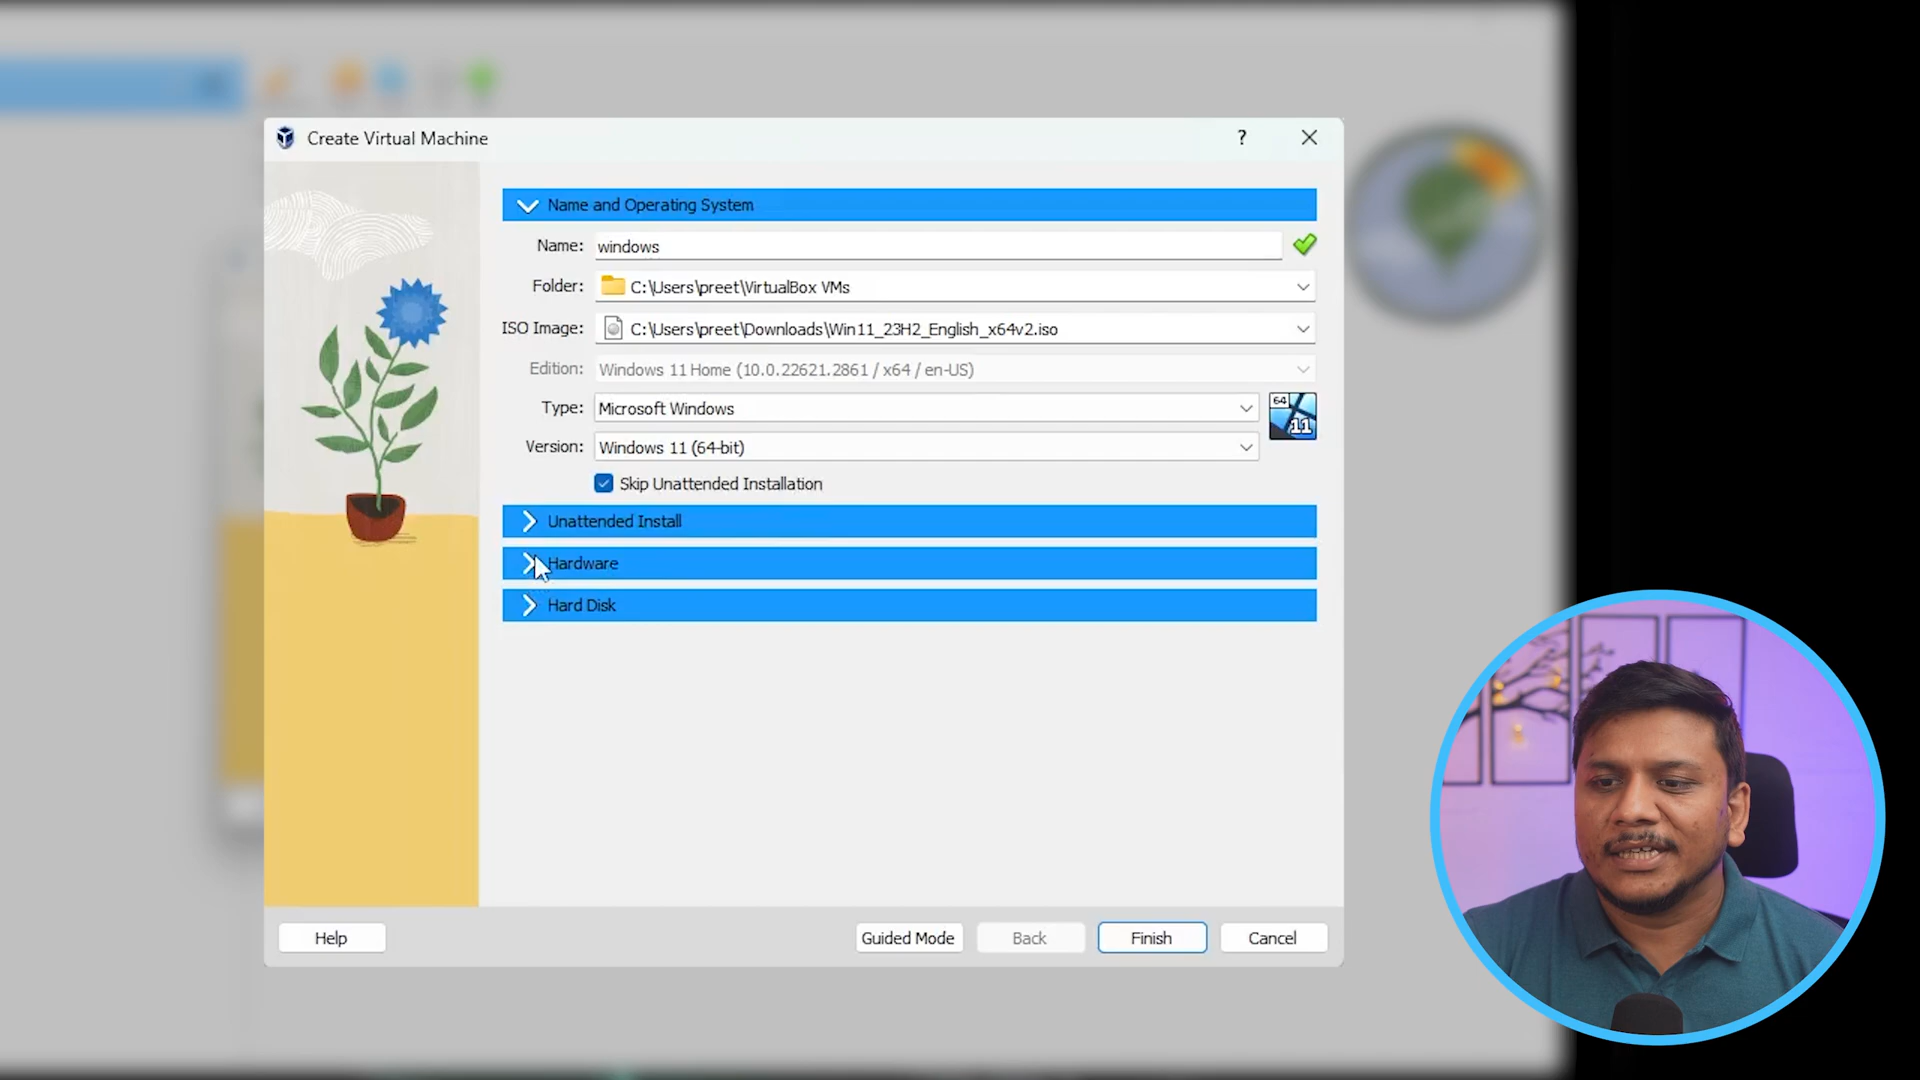 Create Virtual Machine
?
Name and Operating System
Name: windows
Folder: C:\Users\preet\VirtualBox VMs
ISO Image: C:\Users\preet\Downloads\Win11_23H2_English_x64v2.iso
Edition: Windows 11 Home (10.0.22621.2861 / x64 / en-US)
Type: Microsoft Windows
64
11
Version: Windows 11 (64-bit)
Skip Unattended Installation
Unattended Install
Hardware
Hard Disk
Help
Guided Mode
Back
Finish
Cancel